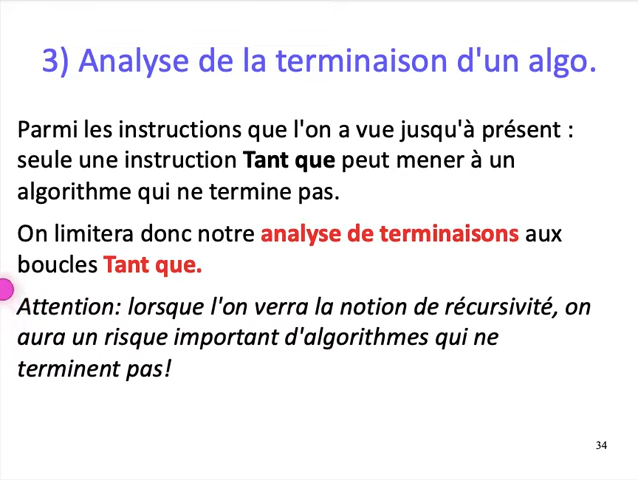 3) Analyse de la terminaison d'un algo.
Parmi les instructions que l'on a vue jusqu'à présent :
seule une instruction Tant que peut mener à un
algorithme qui ne termine pas.
On limitera donc notre analyse de terminaisons aux
boucles Tant que.
Attention: lorsque l'on verra la notion de récursivité, on
aura un risque important d'algorithmes qui ne
terminent pas!
34